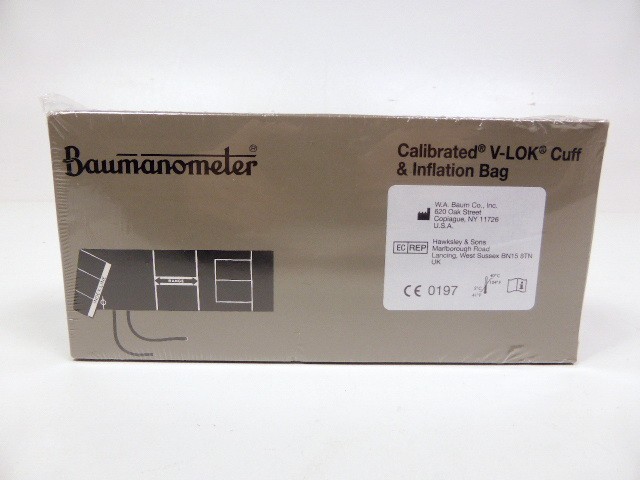 Baumanometer®
Calibrated® V-LOK® Cuff
& Inflation Bag
W.A. Baum Co., Inc.
620 Oak Street
Copiague, NY 11726
U.S.A.
EC REP
Hawksley & Sons
Marlborough Road
Lancing, West Sussex BN15 8TN
UK
CE 0197
RANGE